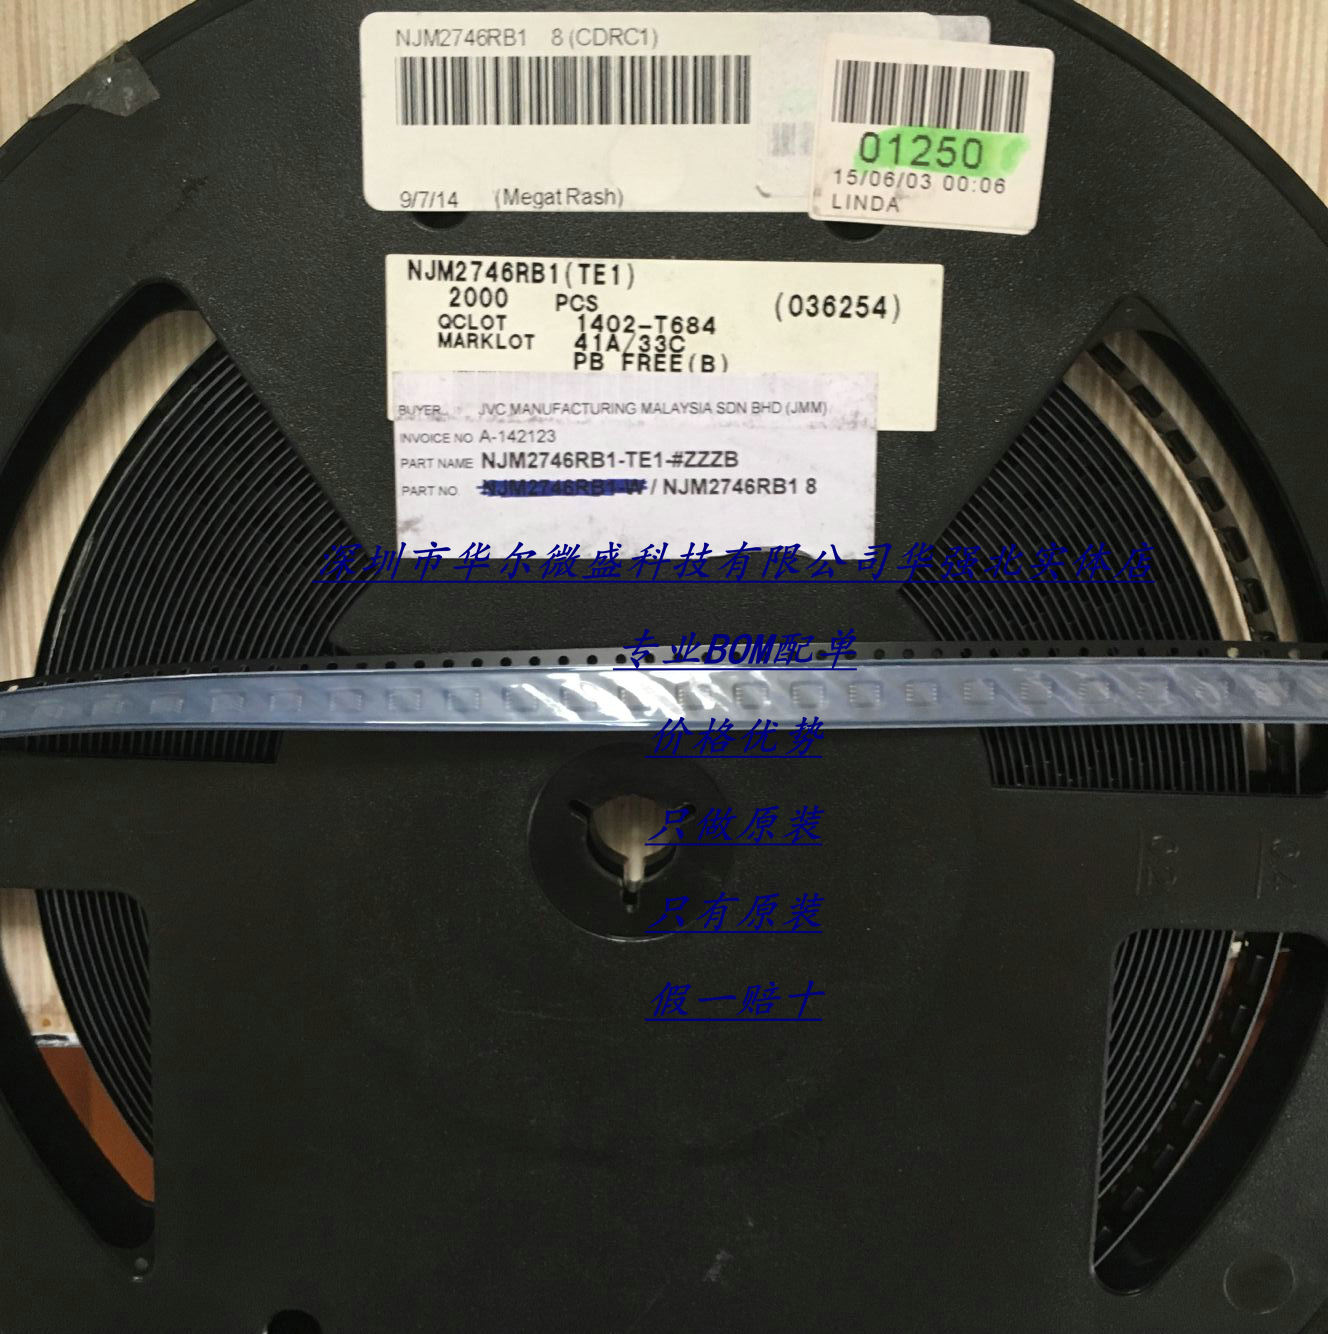 NJM2746RB1 8 (CDRC1)
9/7/14 (Megat Rash)
01250
15/06/03 00:06
LINDA
NJM2746RB1(TE1)
2000 PCS (036254)
QCLOT 1402-T684
MARKLOT 41A/33C
PB FREE(B)
BUYER JVC MANUFACTURING MALAYSIA SDN BHD (JMM)
INVOICE NO A-142123
PART NAME NJM2746RB1-TE1-#ZZZB
PART NO. NJM2746RB1-W / NJM2746RB1 8
深圳市华尔微盛科技有限公司华强北实体店
专业BOM配单
价格优势
只做原装
只有原装
假一赔十